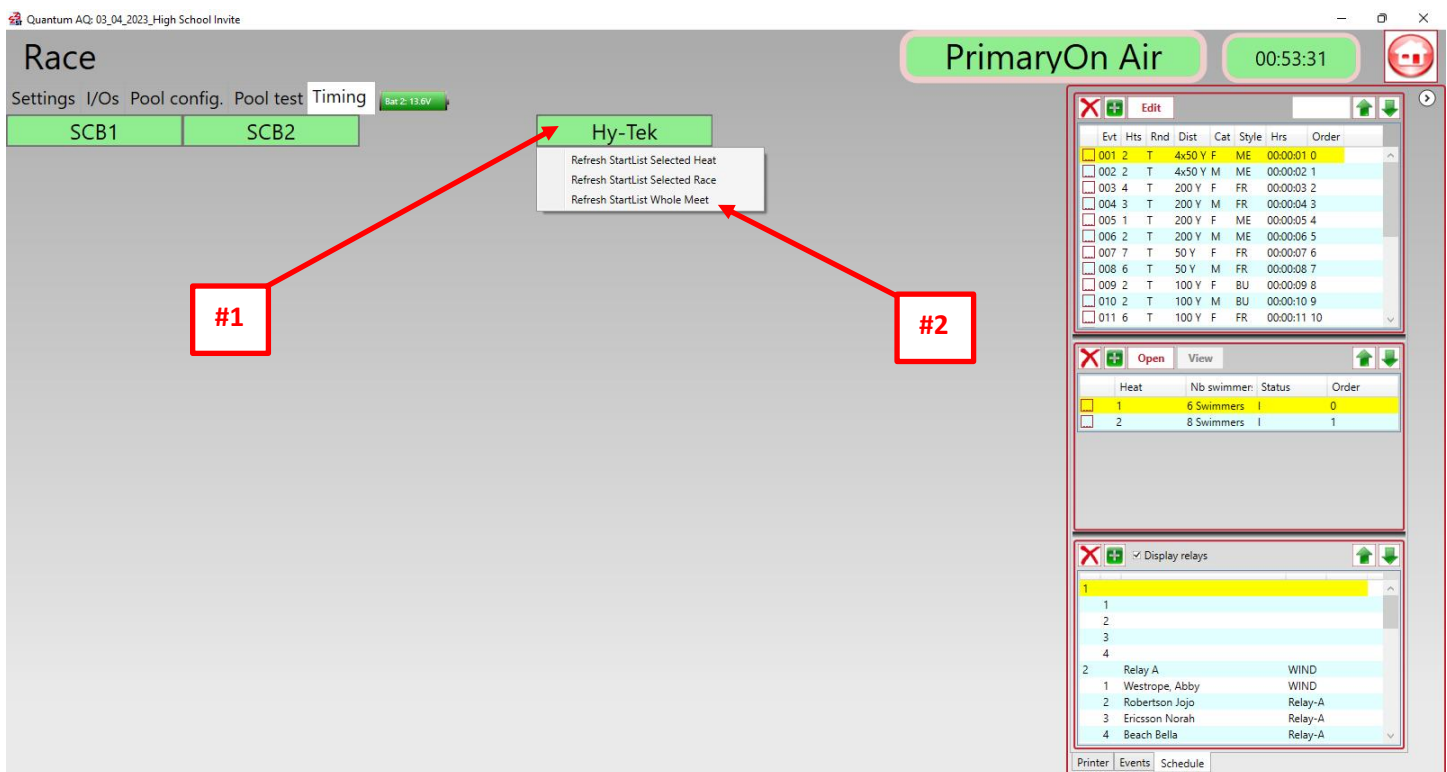 Quantum AQ: 03_04_2023_High School Invite
Race
PrimaryOn Air
00:53:31
Settings I/Os Pool config. Pool test Timing Bat 2: 13.6V
SCB1 SCB2 Hy-Tek
Refresh StartList Selected Heat
Refresh StartList Selected Race
Refresh StartList Whole Meet
#1
#2
Edit
Evt Hts Rnd Dist Cat Style Hrs Order
001 2 T 4x50 Y F ME 00:00:01 0
002 2 T 4x50 Y M ME 00:00:02 1
003 4 T 200 Y F FR 00:00:03 2
004 3 T 200 Y M FR 00:00:04 3
005 1 T 200 Y F ME 00:00:05 4
006 2 T 200 Y M ME 00:00:06 5
007 7 T 50 Y F FR 00:00:07 6
008 6 T 50 Y M FR 00:00:08 7
009 2 T 100 Y F BU 00:00:09 8
010 2 T 100 Y M BU 00:00:10 9
011 6 T 100 Y F FR 00:00:11 10
Open View
Heat Nb swimmer: Status Order
1 6 Swimmers I 0
2 8 Swimmers I 1
Display relays
1
1
2
3
4
2 Relay A WIND
1 Westrope, Abby WIND
2 Robertson Jojo Relay-A
3 Ericsson Norah Relay-A
4 Beach Bella Relay-A
Printer Events Schedule